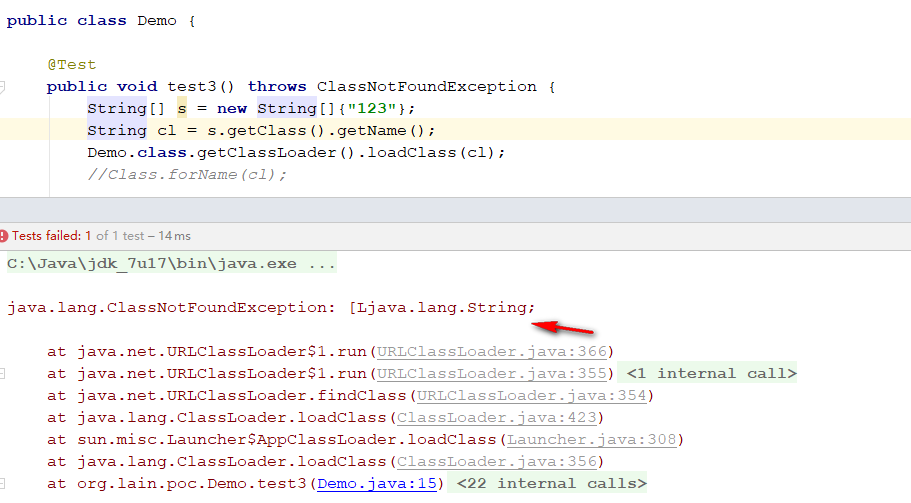 public class Demo {
@Test
public void test3() throws ClassNotFoundException {
String[] s = new String[]{"123"};
String cl = s.getClass().getName();
Demo.class.getClassLoader().loadClass(cl);
//Class.forName(cl);
Tests failed: 1 of 1 test – 14 ms
C:\Java\jdk_7u17\bin\java.exe ...
java.lang.ClassNotFoundException: [Ljava.lang.String;
at java.net.URLClassLoader$1.run(URLClassLoader.java:366)
at java.net.URLClassLoader$1.run(URLClassLoader.java:355) <1 internal call>
at java.net.URLClassLoader.findClass(URLClassLoader.java:354)
at java.lang.ClassLoader.loadClass(ClassLoader.java:423)
at sun.misc.Launcher$AppClassLoader.loadClass(Launcher.java:308)
at java.lang.ClassLoader.loadClass(ClassLoader.java:356)
at org.lain.poc.Demo.test3(Demo.java:15) <22 internal calls>